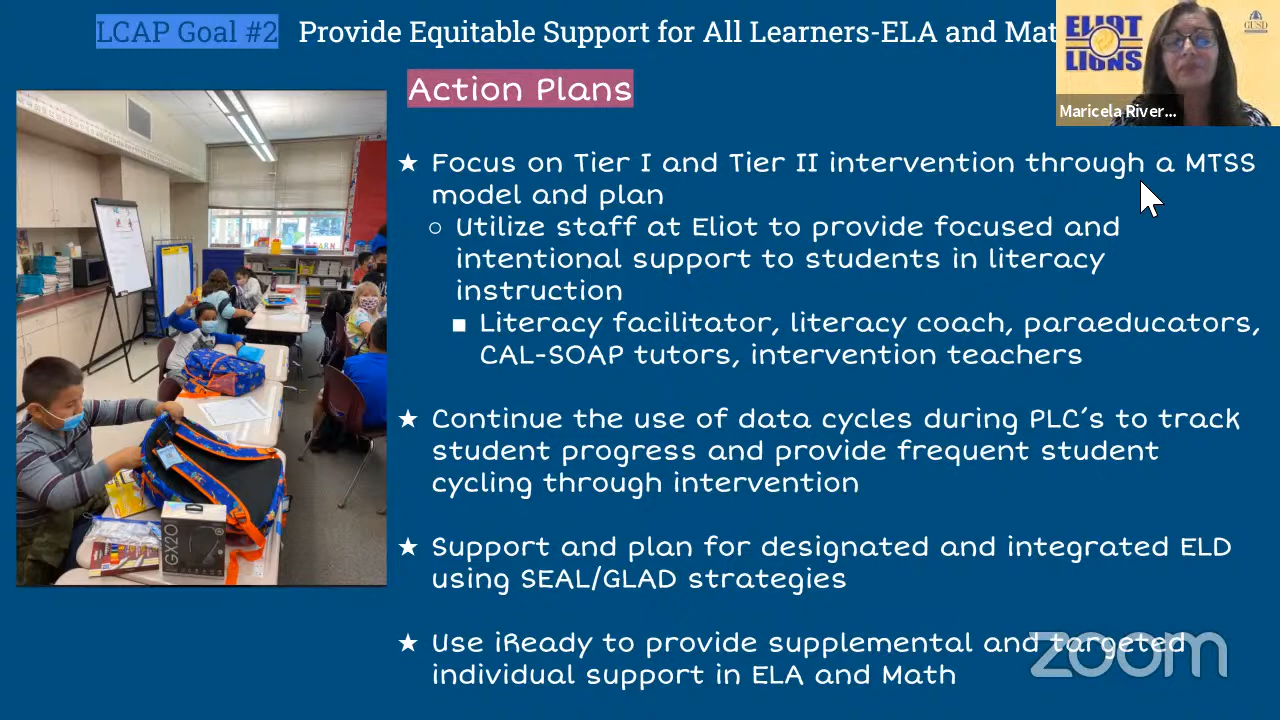 LCAP Goal #2 Provide Equitable Support for All Learners-ELA and Mat
ELIOT
LIONS
GUSD
Maricela River...
Action Plans
★ Focus on Tier I and Tier II intervention through a MTSS
model and plan
○ Utilize staff at Eliot to provide focused and
intentional support to students in literacy
instruction
■ Literacy facilitator, literacy coach, paraeducators,
CAL-SOAP tutors, intervention teachers
★ Continue the use of data cycles during PLC's to track
student progress and provide frequent student
cycling through intervention
★ Support and plan for designated and integrated ELD
using SEAL/GLAD strategies
★ Use iReady to provide supplemental and targeted
individual support in ELA and Math
zoom
GX20